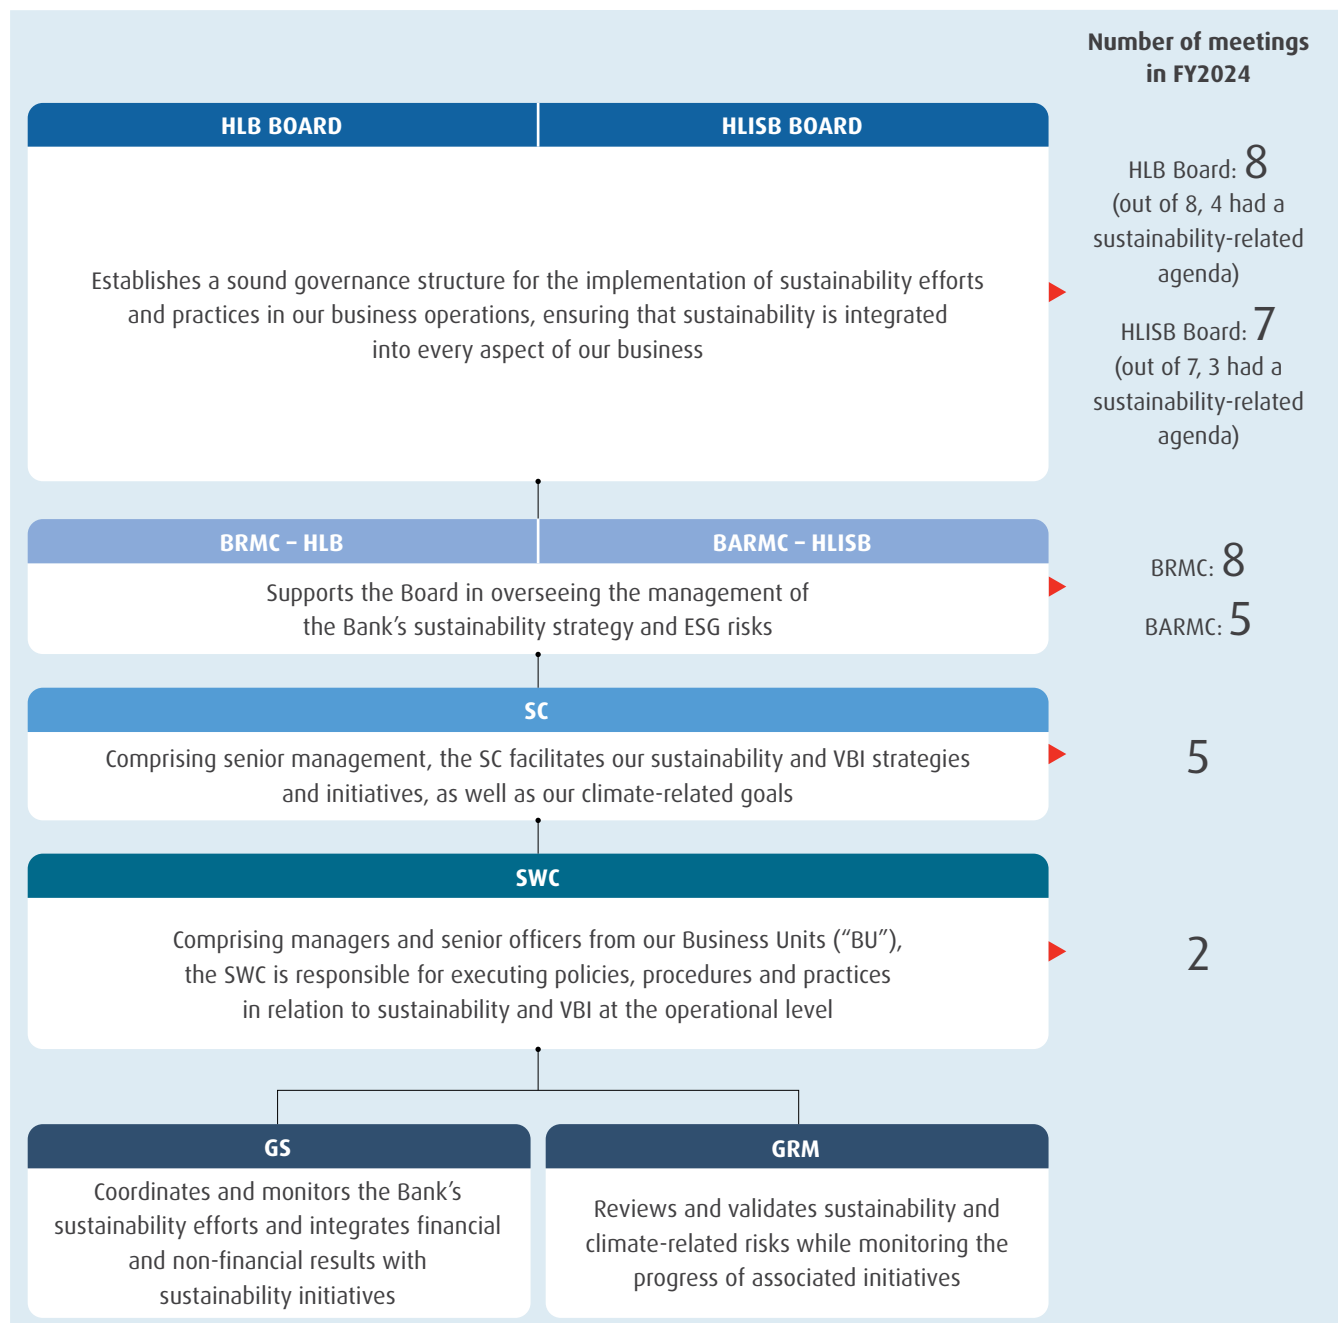 Number of meetings
in FY2024
HLB BOARD
HLISB BOARD
Establishes a sound governance structure for the implementation of sustainability efforts
and practices in our business operations, ensuring that sustainability is integrated
into every aspect of our business
HLB Board: 8
(out of 8, 4 had a
sustainability-related
agenda)
HLISB Board: 7
(out of 7, 3 had a
sustainability-related
agenda)
BRMC – HLB
BARMC – HLISB
Supports the Board in overseeing the management of
the Bank's sustainability strategy and ESG risks
BRMC: 8
BARMC: 5
SC
Comprising senior management, the SC facilitates our sustainability and VBI strategies
and initiatives, as well as our climate-related goals
5
SWC
Comprising managers and senior officers from our Business Units (“BU”),
the SWC is responsible for executing policies, procedures and practices
in relation to sustainability and VBI at the operational level
2
GS
Coordinates and monitors the Bank’s
sustainability efforts and integrates financial
and non-financial results with
sustainability initiatives
GRM
Reviews and validates sustainability and
climate-related risks while monitoring the
progress of associated initiatives